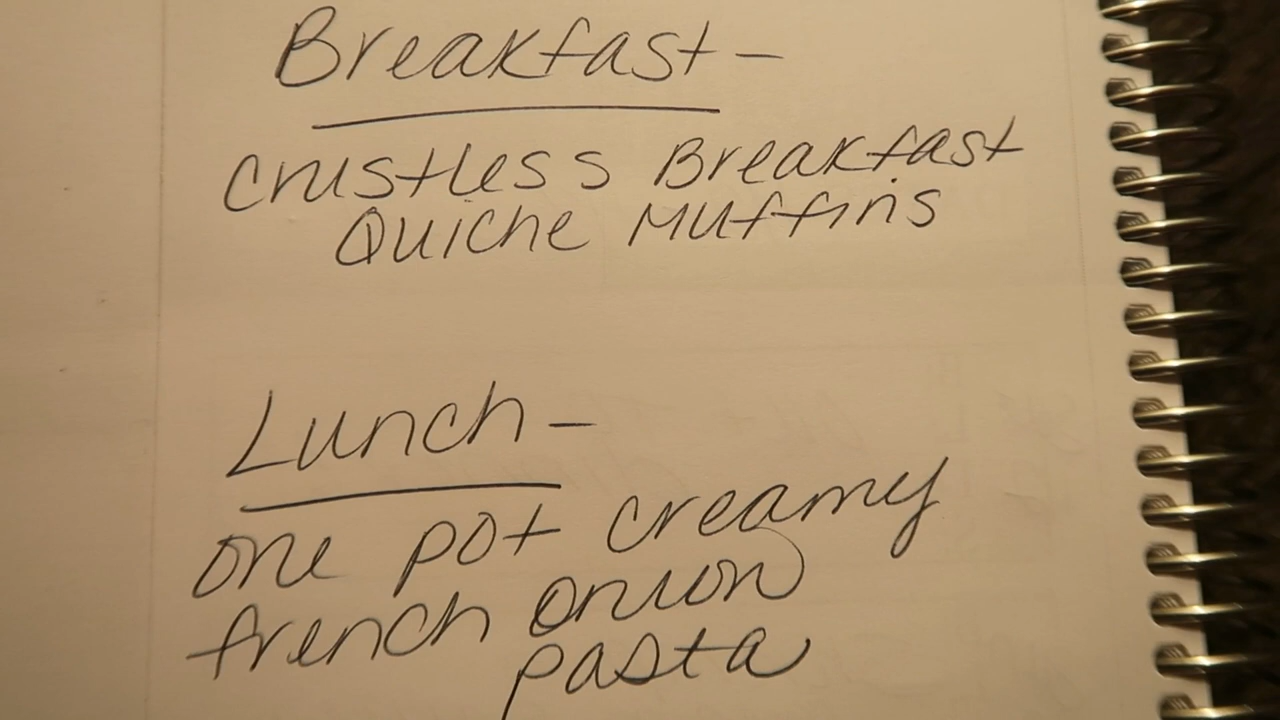 Breakfast -
Crustless Breakfast
Quiche Muffins
Lunch -
one pot creamy
french onion
pasta